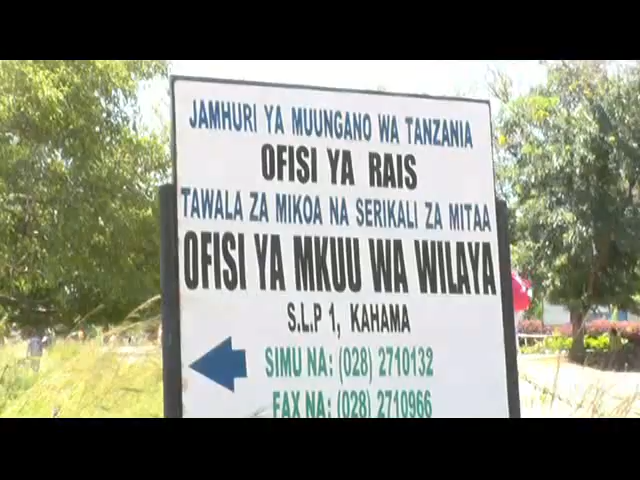 JAMHURI YA MUUNGANO WA TANZANIA
OFISI YA RAIS
TAWALA ZA MIKOA NA SERIKALI ZA MITAA
OFISI YA MKUU WA WILAYA
S.L.P 1, KAHAMA
SIMU NA: (028) 2710132
FAX NA: (028) 2710966